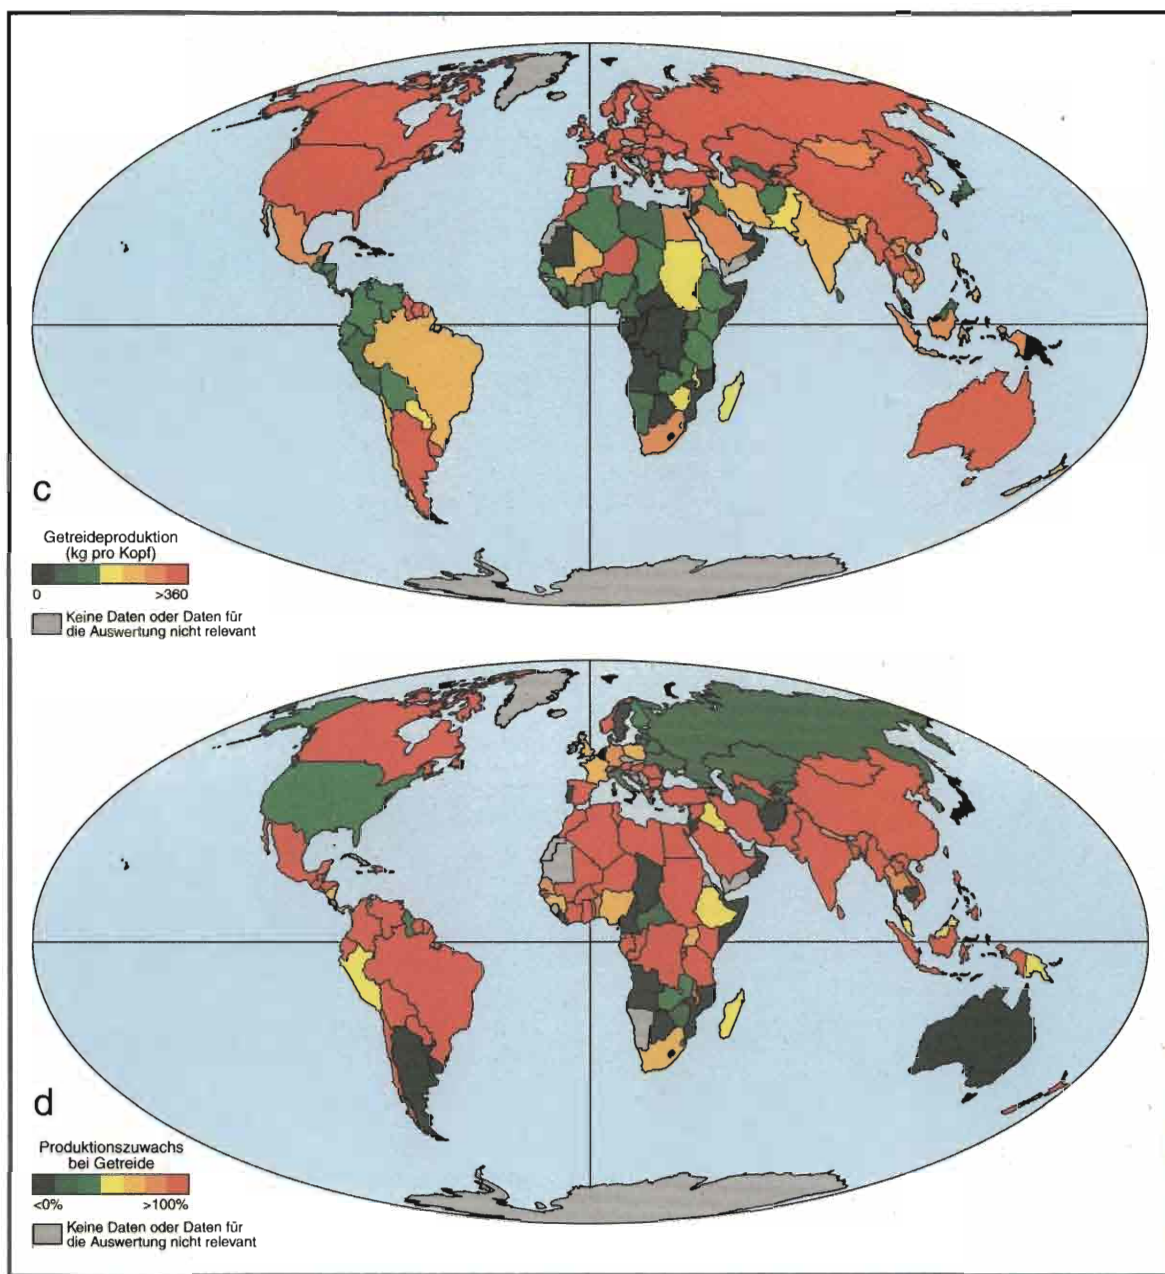 c
Getreideproduktion
(kg pro Kopf)
0 >360
Keine Daten oder Daten für
die Auswertung nicht relevant
d
Produktionszuwachs
bei Getreide
<0% >100%
Keine Daten oder Daten für
die Auswertung nicht relevant